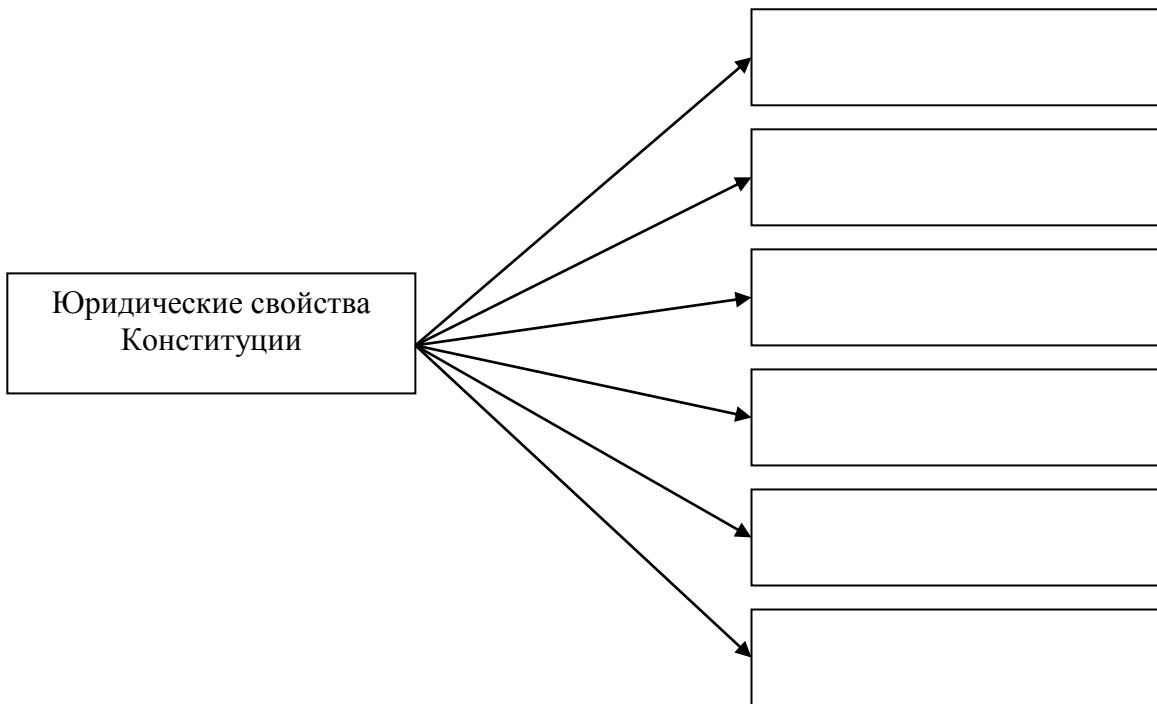 Юридические свойства
Конституции